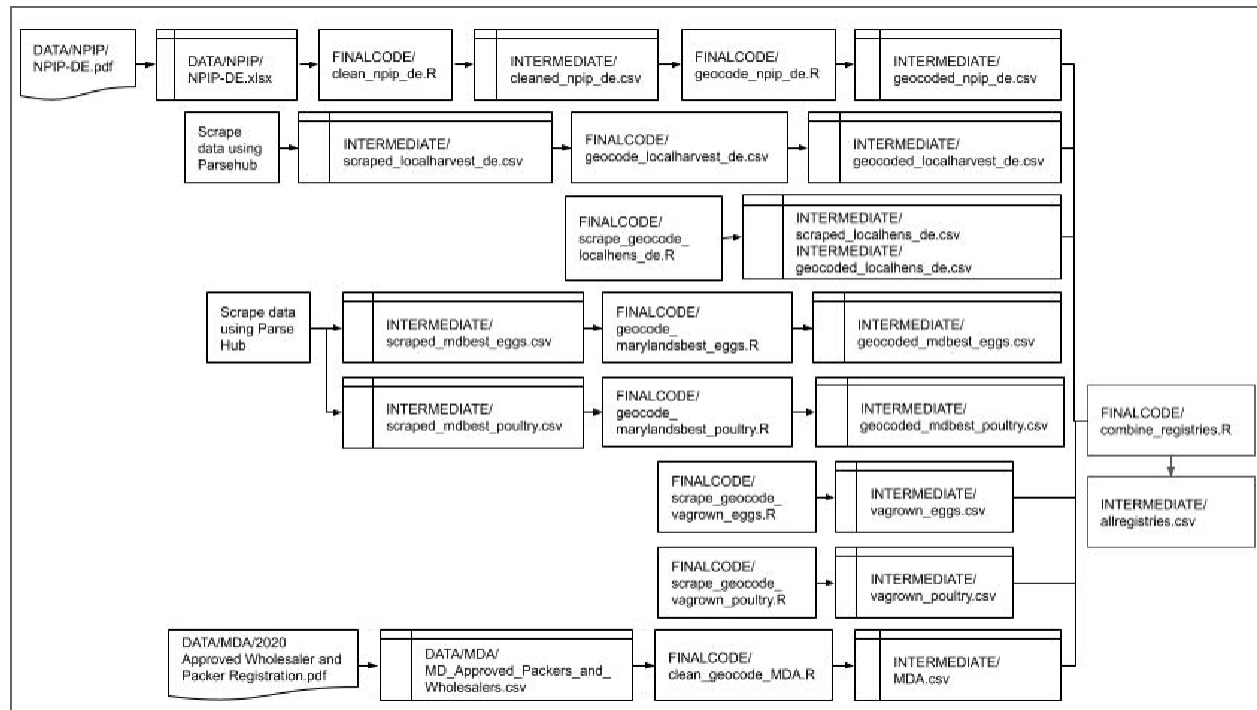 DATA/NPIP/
NPIP-DE.pdf
DATA/NPIP/
NPIP-DE.xlsx
FINALCODE/
clean_npip_de.R
INTERMEDIATE/
cleaned_npip_de.csv
FINALCODE/
geocode_npip_de.R
INTERMEDIATE/
geocoded_npip_de.csv
Scrape
data using
Parsehub
INTERMEDIATE/
scraped_localharvest_de.csv
FINALCODE/
geocode_localharvest_de.csv
INTERMEDIATE/
geocoded_localharvest_de.csv
FINALCODE/
scrape_geocode_
localhens_de.R
INTERMEDIATE/
scraped_localhens_de.csv
INTERMEDIATE/
geocoded_localhens_de.csv
Scrape data
using Parse
Hub
INTERMEDIATE/
scraped_mdbest_eggs.csv
FINALCODE/
geocode_
marylandsbest_eggs.R
INTERMEDIATE/
geocoded_mdbest_eggs.csv
INTERMEDIATE/
scraped_mdbest_poultry.csv
FINALCODE/
geocode_
marylandsbest_poultry.R
INTERMEDIATE/
geocoded_mdbest_poultry.csv
FINALCODE/
combine_registries.R
INTERMEDIATE/
allregistries.csv
FINALCODE/
scrape_geocode_
vagrown_eggs.R
INTERMEDIATE/
vagrown_eggs.csv
FINALCODE/
scrape_geocode_
vagrown_poultry.R
INTERMEDIATE/
vagrown_poultry.csv
DATA/MDA/2020
Approved Wholesaler and
Packer Registration.pdf
DATA/MDA/
MD_Approved_Packers_and_
Wholesalers.csv
FINALCODE/
clean_geocode_MDA.R
INTERMEDIATE/
MDA.csv